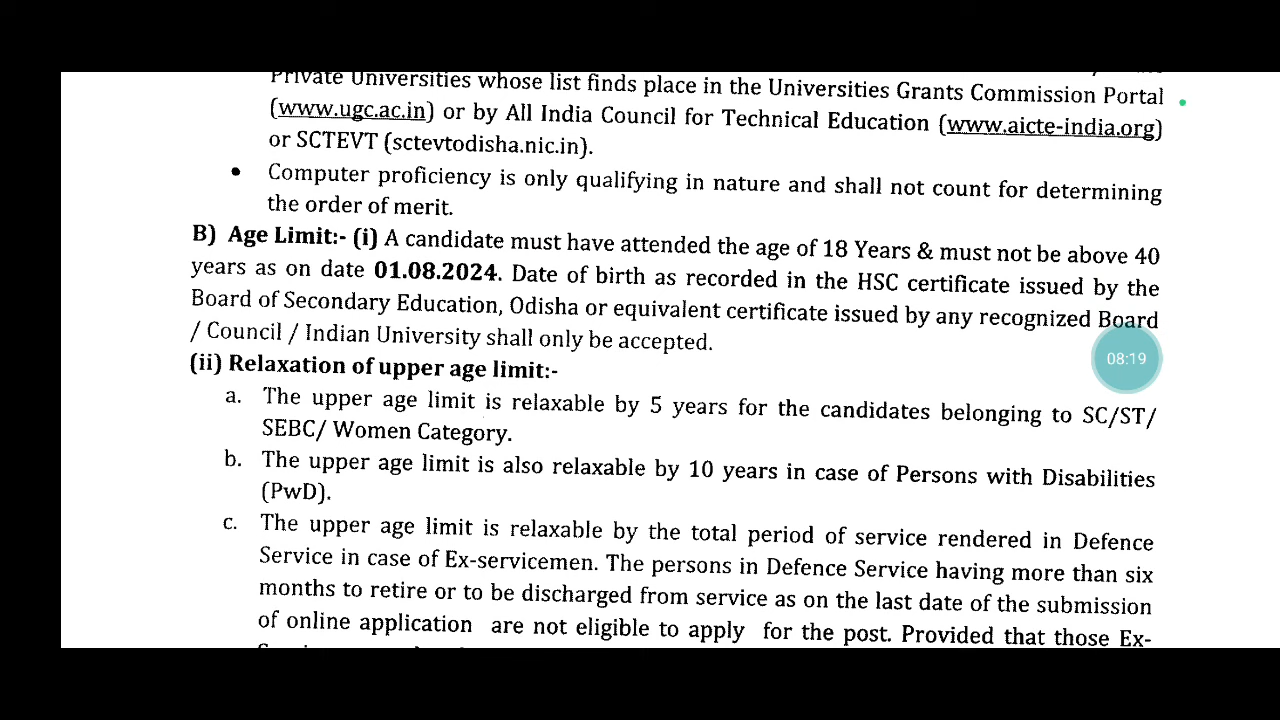 Private Universities whose list finds place in the Universities Grants Commission Portal
(www.ugc.ac.in) or by All India Council for Technical Education (www.aicte-india.org)
or SCTEVT (sctevtodisha.nic.in).
• Computer proficiency is only qualifying in nature and shall not count for determining
the order of merit.
B) Age Limit:- (i) A candidate must have attended the age of 18 Years & must not be above 40
years as on date 01.08.2024. Date of birth as recorded in the HSC certificate issued by the
Board of Secondary Education, Odisha or equivalent certificate issued by any recognized Board
/ Council / Indian University shall only be accepted.
08:19
(ii) Relaxation of upper age limit:-
a. The upper age limit is relaxable by 5 years for the candidates belonging to SC/ST/
SEBC/ Women Category.
b. The upper age limit is also relaxable by 10 years in case of Persons with Disabilities
(PwD).
c. The upper age limit is relaxable by the total period of service rendered in Defence
Service in case of Ex-servicemen. The persons in Defence Service having more than six
months to retire or to be discharged from service as on the last date of the submission
of online application are not eligible to apply for the post. Provided that those Ex-